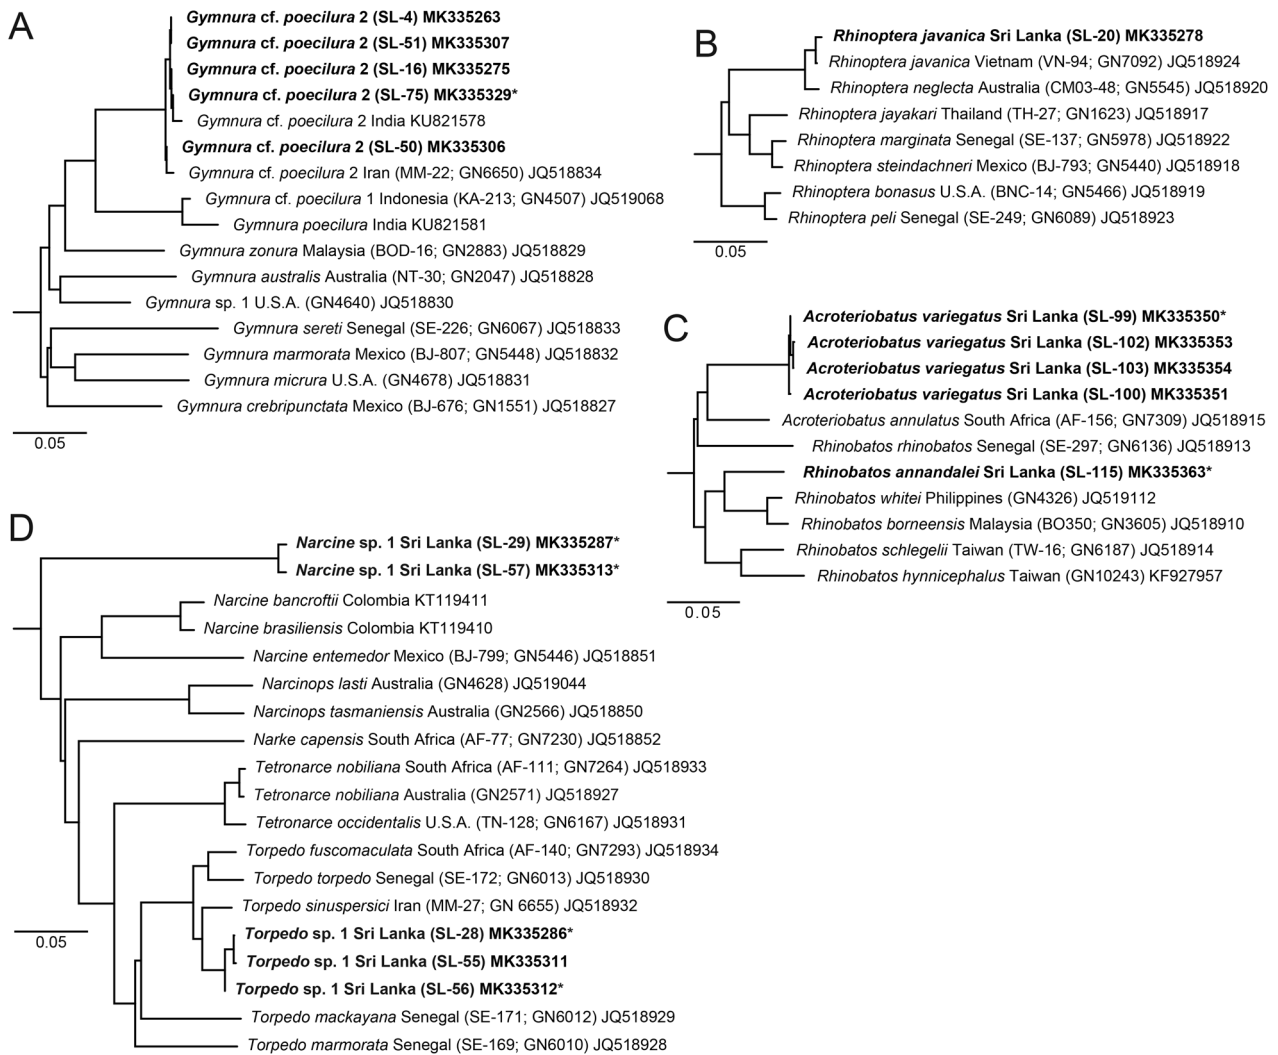 A
Gymnura cf. poecilura 2 (SL-4) MK335263
Gymnura cf. poecilura 2 (SL-51) MK335307
Gymnura cf. poecilura 2 (SL-16) MK335275
Gymnura cf. poecilura 2 (SL-75) MK335329*
Gymnura cf. poecilura 2 India KU821578
Gymnura cf. poecilura 2 (SL-50) MK335306
Gymnura cf. poecilura 2 Iran (MM-22; GN6650) JQ518834
Gymnura cf. poecilura 1 Indonesia (KA-213; GN4507) JQ519068
Gymnura poecilura India KU821581
Gymnura zonura Malaysia (BOD-16; GN2883) JQ518829
Gymnura australis Australia (NT-30; GN2047) JQ518828
Gymnura sp. 1 U.S.A. (GN4640) JQ518830
Gymnura sereti Senegal (SE-226; GN6067) JQ518833
Gymnura marmorata Mexico (BJ-807; GN5448) JQ518832
Gymnura micrura U.S.A. (GN4678) JQ518831
Gymnura crebripunctata Mexico (BJ-676; GN1551) JQ518827
0.05
B
Rhinoptera javanica Sri Lanka (SL-20) MK335278
Rhinoptera javanica Vietnam (VN-94; GN7092) JQ518924
Rhinoptera neglecta Australia (CM03-48; GN5545) JQ518920
Rhinoptera jayakari Thailand (TH-27; GN1623) JQ518917
Rhinoptera marginata Senegal (SE-137; GN5978) JQ518922
Rhinoptera steindachneri Mexico (BJ-793; GN5440) JQ518918
Rhinoptera bonasus U.S.A. (BNC-14; GN5466) JQ518919
Rhinoptera peli Senegal (SE-249; GN6089) JQ518923
0.05
C
Acroteriobatus variegatus Sri Lanka (SL-99) MK335350*
Acroteriobatus variegatus Sri Lanka (SL-102) MK335353
Acroteriobatus variegatus Sri Lanka (SL-103) MK335354
Acroteriobatus variegatus Sri Lanka (SL-100) MK335351
Acroteriobatus annulatus South Africa (AF-156; GN7309) JQ518915
Rhinobatos rhinobatos Senegal (SE-297; GN6136) JQ518913
Rhinobatos annandalei Sri Lanka (SL-115) MK335363*
Rhinobatos whitei Philippines (GN4326) JQ519112
Rhinobatos borneensis Malaysia (BO350; GN3605) JQ518910
Rhinobatos schlegelii Taiwan (TW-16; GN6187) JQ518914
Rhinobatos hynnicephalus Taiwan (GN10243) KF927957
0.05
D
Narcine sp. 1 Sri Lanka (SL-29) MK335287*
Narcine sp. 1 Sri Lanka (SL-57) MK335313*
Narcine bancroftii Colombia KT119411
Narcine brasiliensis Colombia KT119410
Narcine entemedor Mexico (BJ-799; GN5446) JQ518851
Narcinops lasti Australia (GN4628) JQ519044
Narcinops tasmaniensis Australia (GN2566) JQ518850
Narke capensis South Africa (AF-77; GN7230) JQ518852
Tetronarce nobiliana South Africa (AF-111; GN7264) JQ518933
Tetronarce nobiliana Australia (GN2571) JQ518927
Tetronarce occidentalis U.S.A. (TN-128; GN6167) JQ518931
Torpedo fuscomaculata South Africa (AF-140; GN7293) JQ518934
Torpedo torpedo Senegal (SE-172; GN6013) JQ518930
Torpedo sinuspersici Iran (MM-27; GN 6655) JQ518932
Torpedo sp. 1 Sri Lanka (SL-28) MK335286*
Torpedo sp. 1 Sri Lanka (SL-55) MK335311
Torpedo sp. 1 Sri Lanka (SL-56) MK335312*
Torpedo mackayana Senegal (SE-171; GN6012) JQ518929
Torpedo marmorata Senegal (SE-169; GN6010) JQ518928
0.05